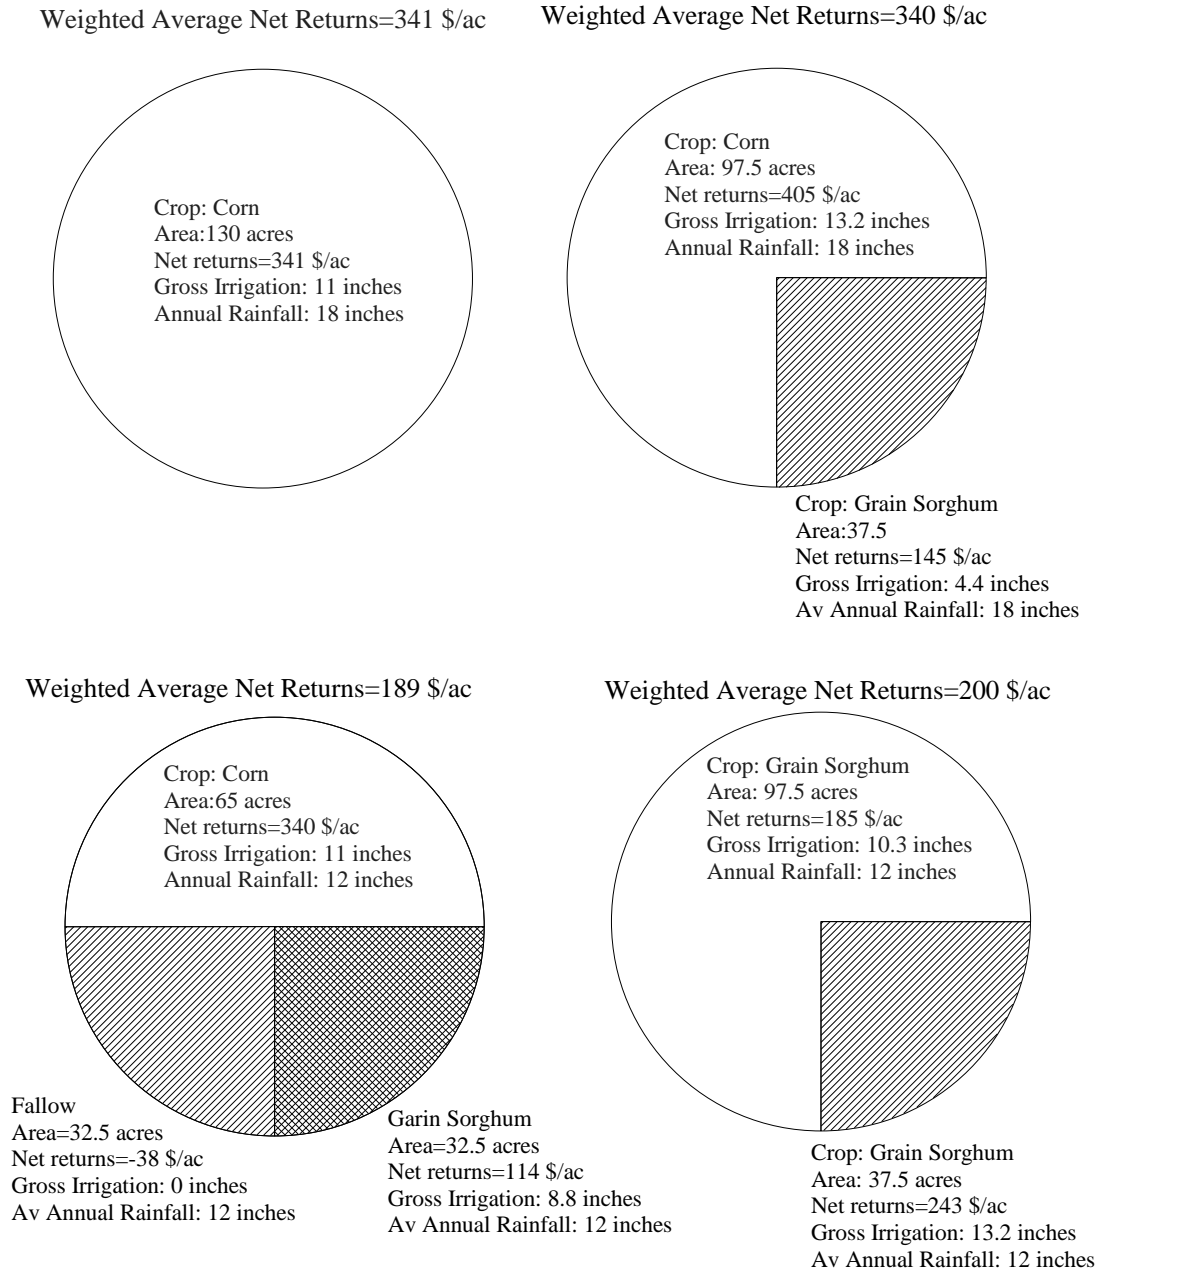 Weighted Average Net Returns=341 $/ac
Crop: Corn
Area:130 acres
Net returns=341 $/ac
Gross Irrigation: 11 inches
Annual Rainfall: 18 inches
Weighted Average Net Returns=340 $/ac
Crop: Corn
Area: 97.5 acres
Net returns=405 $/ac
Gross Irrigation: 13.2 inches
Annual Rainfall: 18 inches
Crop: Grain Sorghum
Area:37.5
Net returns=145 $/ac
Gross Irrigation: 4.4 inches
Av Annual Rainfall: 18 inches
Weighted Average Net Returns=189 $/ac
Crop: Corn
Area:65 acres
Net returns=340 $/ac
Gross Irrigation: 11 inches
Annual Rainfall: 12 inches
Fallow
Area=32.5 acres
Net returns=-38 $/ac
Gross Irrigation: 0 inches
Av Annual Rainfall: 12 inches
Garin Sorghum
Area=32.5 acres
Net returns=114 $/ac
Gross Irrigation: 8.8 inches
Av Annual Rainfall: 12 inches
Weighted Average Net Returns=200 $/ac
Crop: Grain Sorghum
Area: 97.5 acres
Net returns=185 $/ac
Gross Irrigation: 10.3 inches
Annual Rainfall: 12 inches
Crop: Grain Sorghum
Area: 37.5 acres
Net returns=243 $/ac
Gross Irrigation: 13.2 inches
Av Annual Rainfall: 12 inches